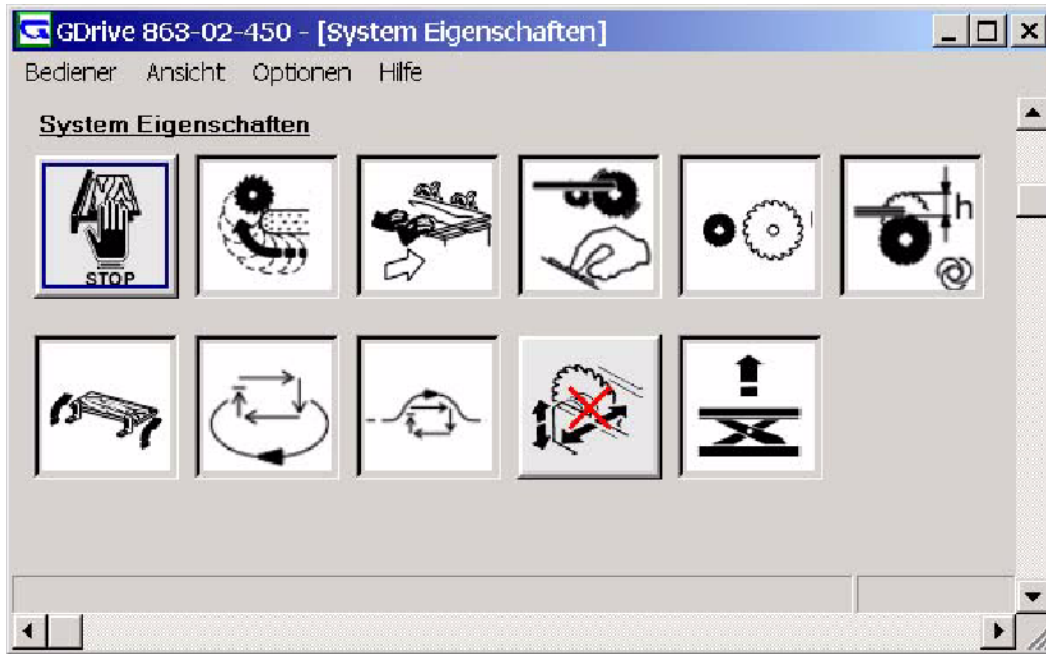 GDrive 863-02-450 - [System Eigenschaften]
Bediener Ansicht Optionen Hilfe
System Eigenschaften
STOP
h